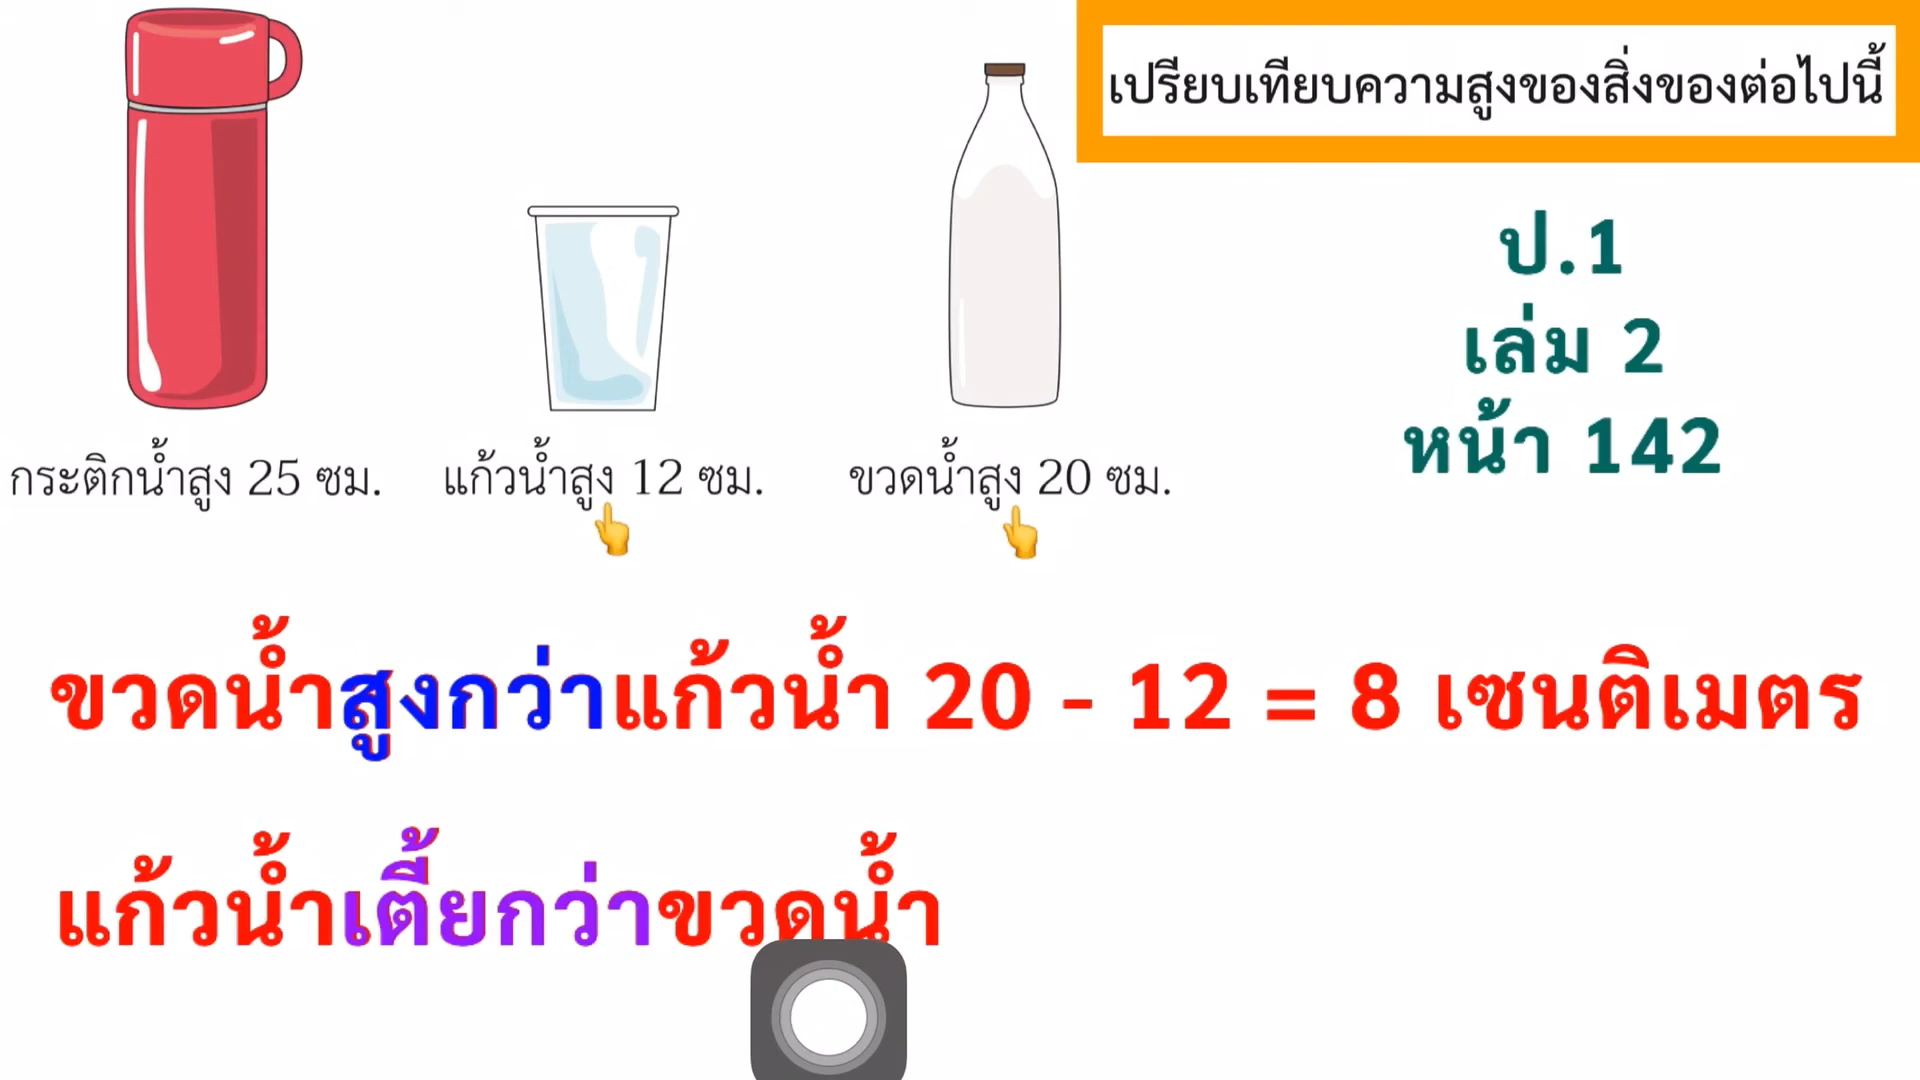 เปรียบเทียบความสูงของสิ่งของต่อไปนี้
ป.1
เล่ม 2
หน้า 142
กระติกน้ำสูง 25 ซม.
แก้วน้ำสูง 12 ซม.
ขวดน้ำสูง 20 ซม.
ขวดน้ำสูงกว่าแก้วน้ำ 20 - 12 = 8 เซนติเมตร
แก้วน้ำเตี้ยกว่าขวดน้ำ